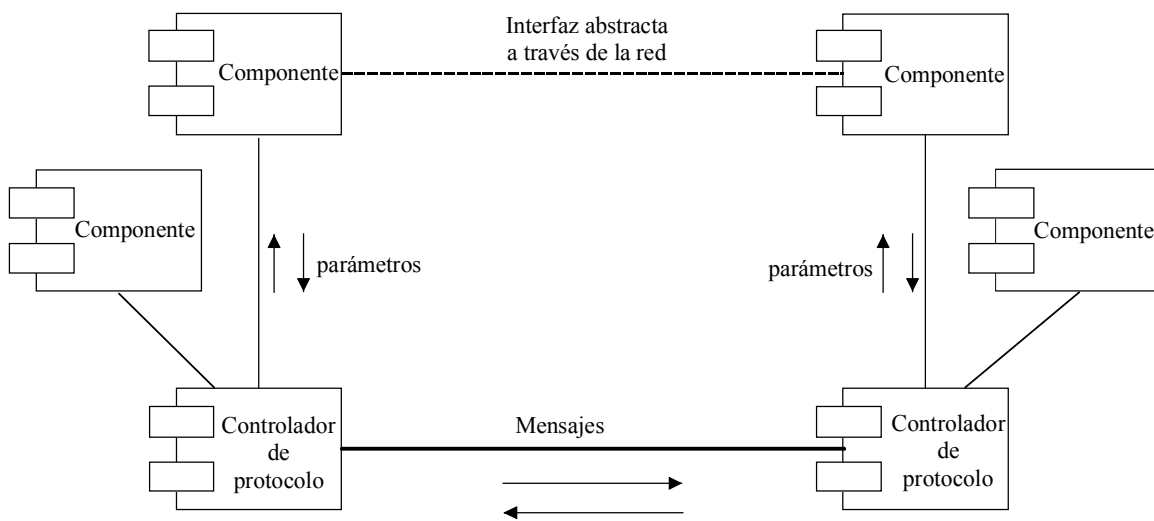 Interfaz abstracta
a través de la red
Componente
Componente
Componente
Componente
parámetros
parámetros
Controlador
de
protocolo
Mensajes
Controlador
de
protocolo